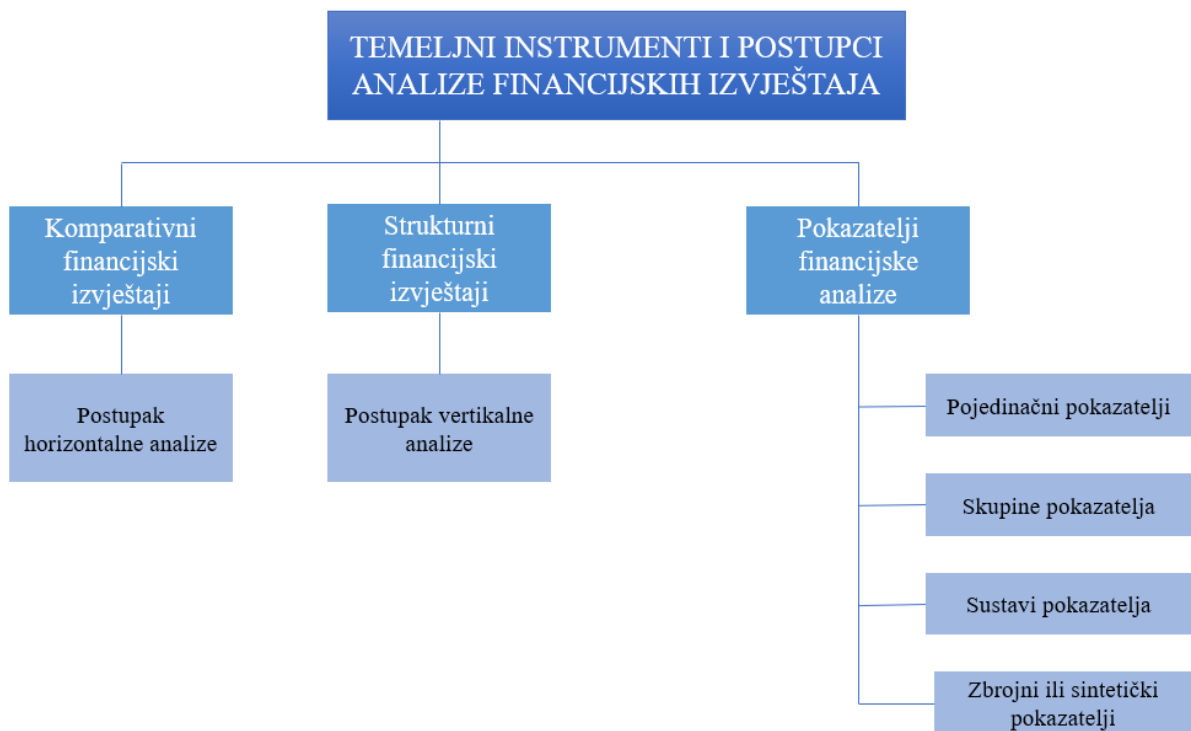 TEMELJNI INSTRUMENTI I POSTUPCI
ANALIZE FINANCIJSKIH IZVJEŠTAJA
Komparativni
financijski
izvještaji
Strukturni
financijski
izvještaji
Pokazatelji
financijske
analize
Postupak
horizontalne analize
Postupak vertikalne
analize
Pojedinačni pokazatelji
Skupine pokazatelja
Sustavi pokazatelja
Zbrojni ili sintetički
pokazatelji